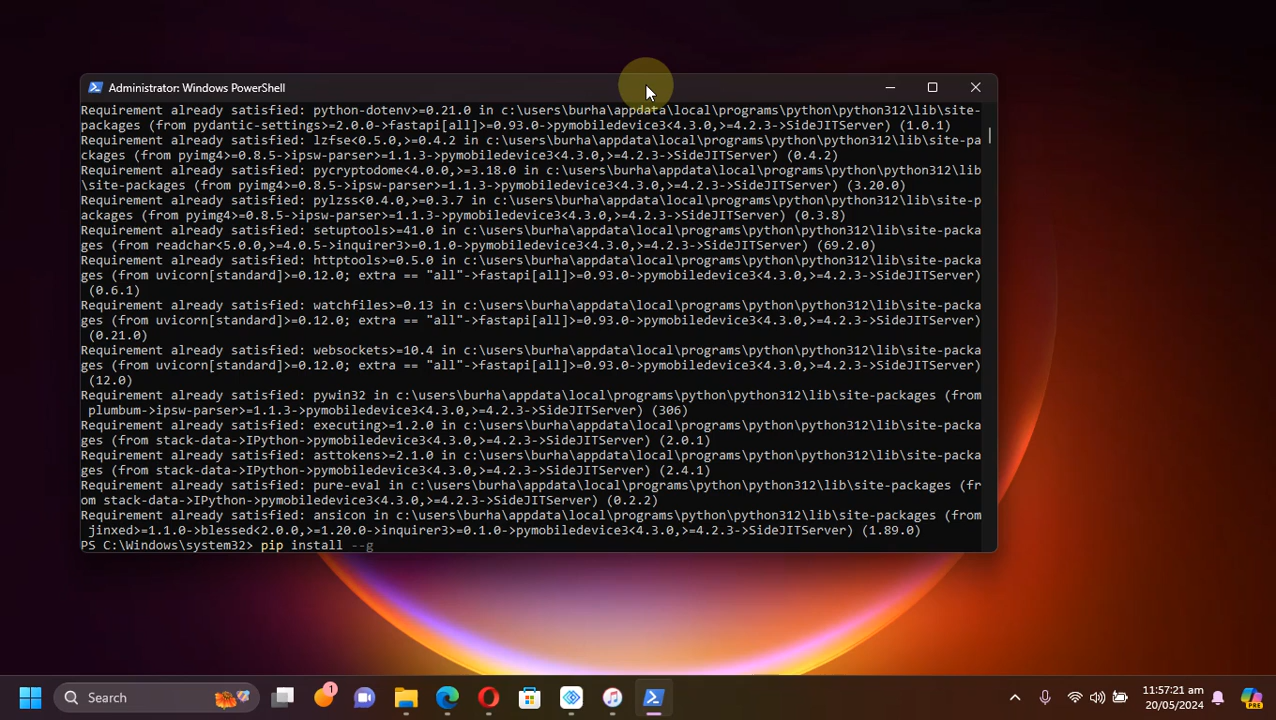 Administrator: Windows PowerShell
Requirement already satisfied: python-dotenv>=0.21.0 in c:\users\burha\appdata\local\programs\python\python312\lib\site-
packages (from pydantic-settings>=2.0.0->fastapi[all]>=0.93.0->pymobiledevice3<4.3.0,>=4.2.3->SideJITServer) (1.0.1)
Requirement already satisfied: lzfse<0.5.0,>=0.4.2 in c:\users\burha\appdata\local\programs\python\python312\lib\site-pa
ckages (from pyimg4>=0.8.5->ipsw-parser>=1.1.3->pymobiledevice3<4.3.0,>=4.2.3->SideJITServer) (0.4.2)
Requirement already satisfied: pycryptodome<4.0.0,>=3.18.0 in c:\users\burha\appdata\local\programs\python\python312\lib
\site-packages (from pyimg4>=0.8.5->ipsw-parser>=1.1.3->pymobiledevice3<4.3.0,>=4.2.3->SideJITServer) (3.20.0)
Requirement already satisfied: pylzss<0.4.0,>=0.3.7 in c:\users\burha\appdata\local\programs\python\python312\lib\site-p
ackages (from pyimg4>=0.8.5->ipsw-parser>=1.1.3->pymobiledevice3<4.3.0,>=4.2.3->SideJITServer) (0.3.8)
Requirement already satisfied: setuptools>=41.0 in c:\users\burha\appdata\local\programs\python\python312\lib\site-packa
ges (from readchar<5.0.0,>=4.0.5->inquirer3>=0.1.0->pymobiledevice3<4.3.0,>=4.2.3->SideJITServer) (69.2.0)
Requirement already satisfied: httptools>=0.5.0 in c:\users\burha\appdata\local\programs\python\python312\lib\site-packa
ges (from uvicorn[standard]>=0.12.0; extra == "all"->fastapi[all]>=0.93.0->pymobiledevice3<4.3.0,>=4.2.3->SideJITServer)
(0.6.1)
Requirement already satisfied: watchfiles>=0.13 in c:\users\burha\appdata\local\programs\python\python312\lib\site-packa
ges (from uvicorn[standard]>=0.12.0; extra == "all"->fastapi[all]>=0.93.0->pymobiledevice3<4.3.0,>=4.2.3->SideJITServer)
(0.21.0)
Requirement already satisfied: websockets>=10.4 in c:\users\burha\appdata\local\programs\python\python312\lib\site-packa
ges (from uvicorn[standard]>=0.12.0; extra == "all"->fastapi[all]>=0.93.0->pymobiledevice3<4.3.0,>=4.2.3->SideJITServer)
(12.0)
Requirement already satisfied: pywin32 in c:\users\burha\appdata\local\programs\python\python312\lib\site-packages (from
plumbum->ipsw-parser>=1.1.3->pymobiledevice3<4.3.0,>=4.2.3->SideJITServer) (306)
Requirement already satisfied: executing>=1.2.0 in c:\users\burha\appdata\local\programs\python\python312\lib\site-packa
ges (from stack-data->IPython->pymobiledevice3<4.3.0,>=4.2.3->SideJITServer) (2.0.1)
Requirement already satisfied: asttokens>=2.1.0 in c:\users\burha\appdata\local\programs\python\python312\lib\site-packa
ges (from stack-data->IPython->pymobiledevice3<4.3.0,>=4.2.3->SideJITServer) (2.4.1)
Requirement already satisfied: pure-eval in c:\users\burha\appdata\local\programs\python\python312\lib\site-packages (fr
om stack-data->IPython->pymobiledevice3<4.3.0,>=4.2.3->SideJITServer) (0.2.2)
Requirement already satisfied: ansicon in c:\users\burha\appdata\local\programs\python\python312\lib\site-packages (from
jinxed>=1.1.0->blessed<2.0.0,>=1.20.0->inquirer3>=0.1.0->pymobiledevice3<4.3.0,>=4.2.3->SideJITServer) (1.89.0)
PS C:\Windows\system32> pip install --g
Search
1
11:57:21 am
20/05/2024
PRE